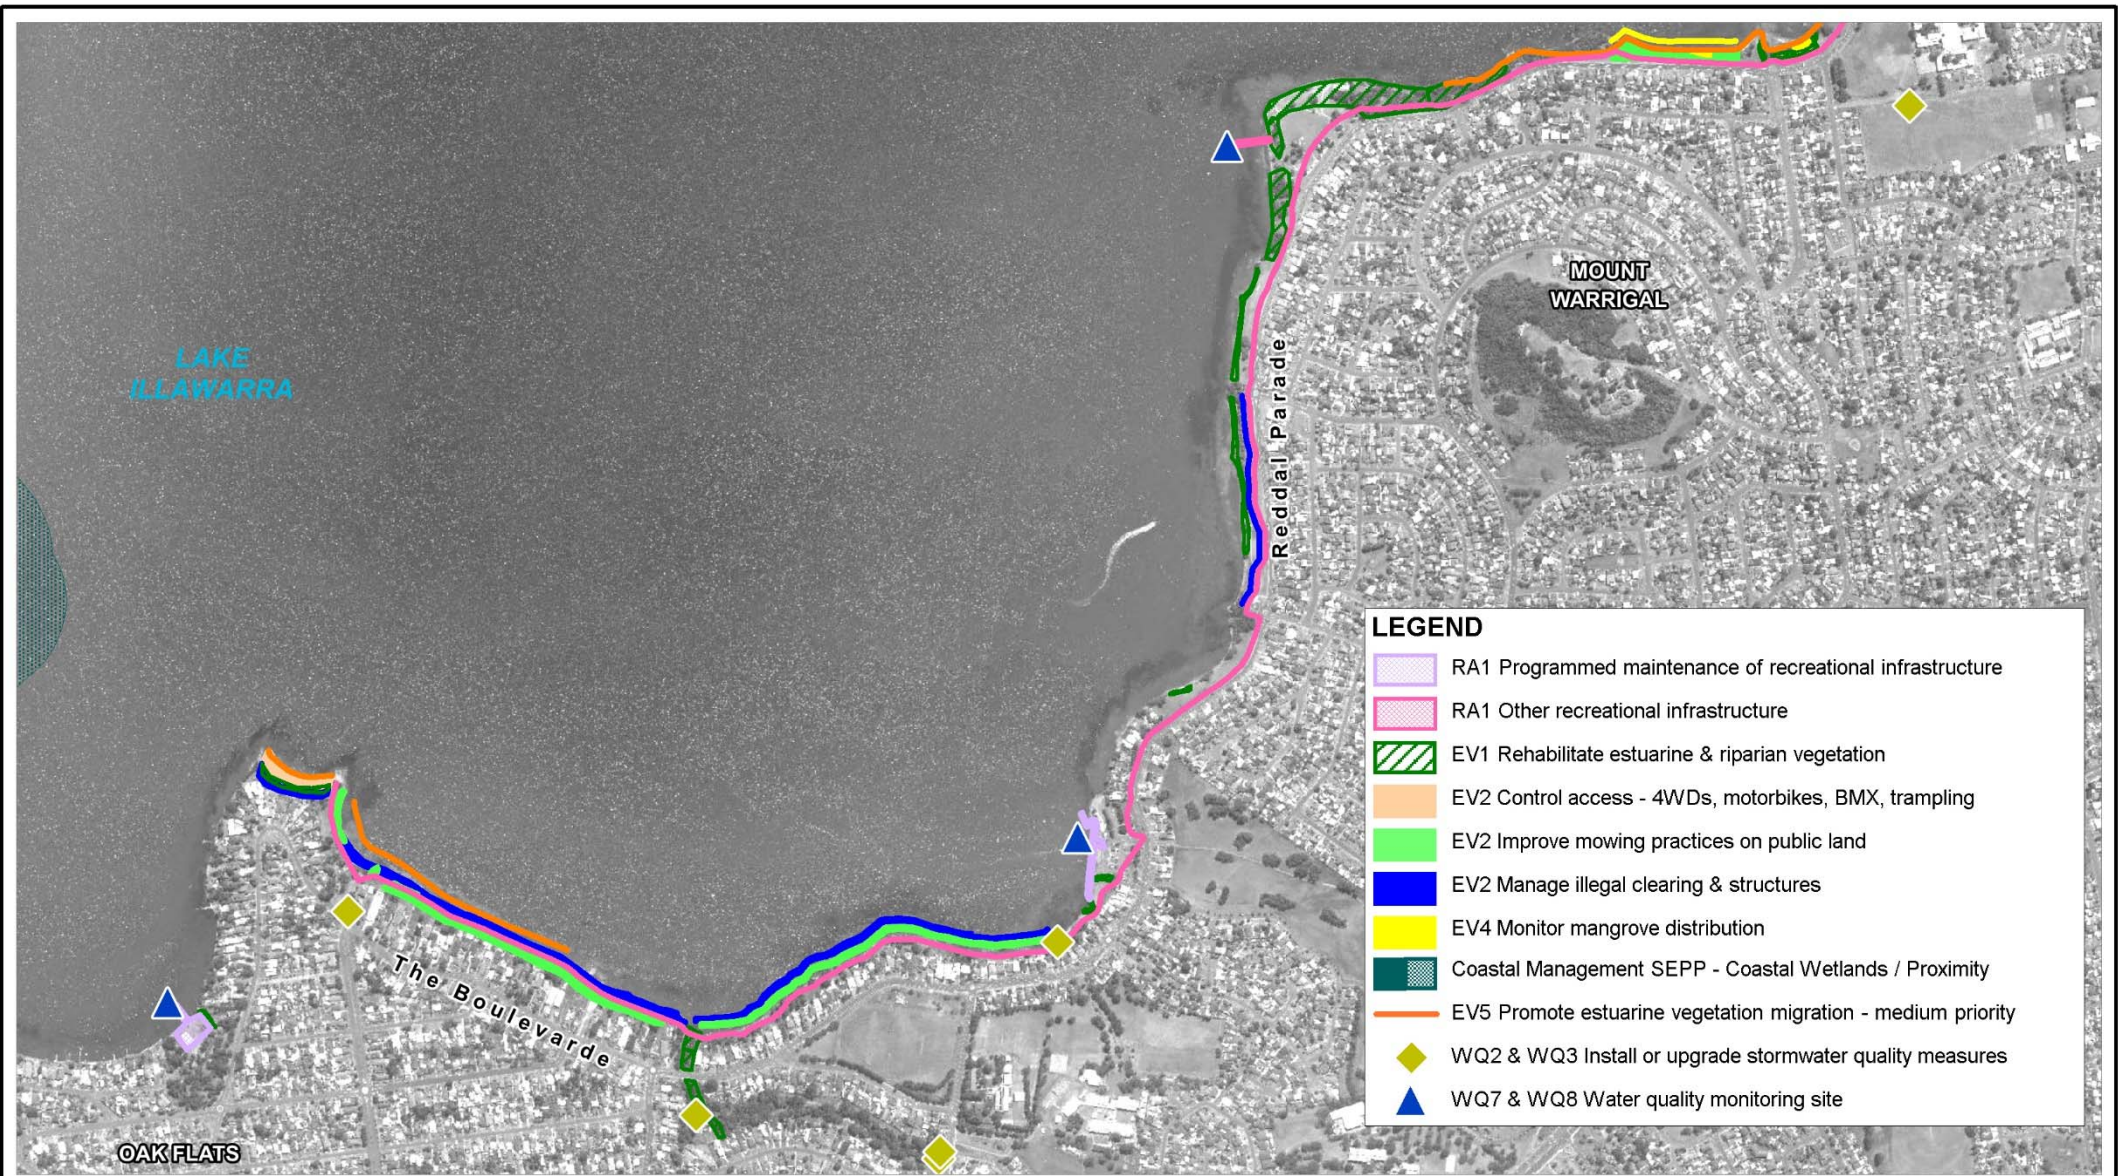 MOUNT
WARRIGAL
LAKE
ILLAWARRA
Reddal Parade
The Boulevarde
OAK FLATS
LEGEND
RA1 Programmed maintenance of recreational infrastructure
RA1 Other recreational infrastructure
EV1 Rehabilitate estuarine & riparian vegetation
EV2 Control access - 4WDs, motorbikes, BMX, trampling
EV2 Improve mowing practices on public land
EV2 Manage illegal clearing & structures
EV4 Monitor mangrove distribution
Coastal Management SEPP - Coastal Wetlands / Proximity
EV5 Promote estuarine vegetation migration - medium priority
WQ2 & WQ3 Install or upgrade stormwater quality measures
WQ7 & WQ8 Water quality monitoring site